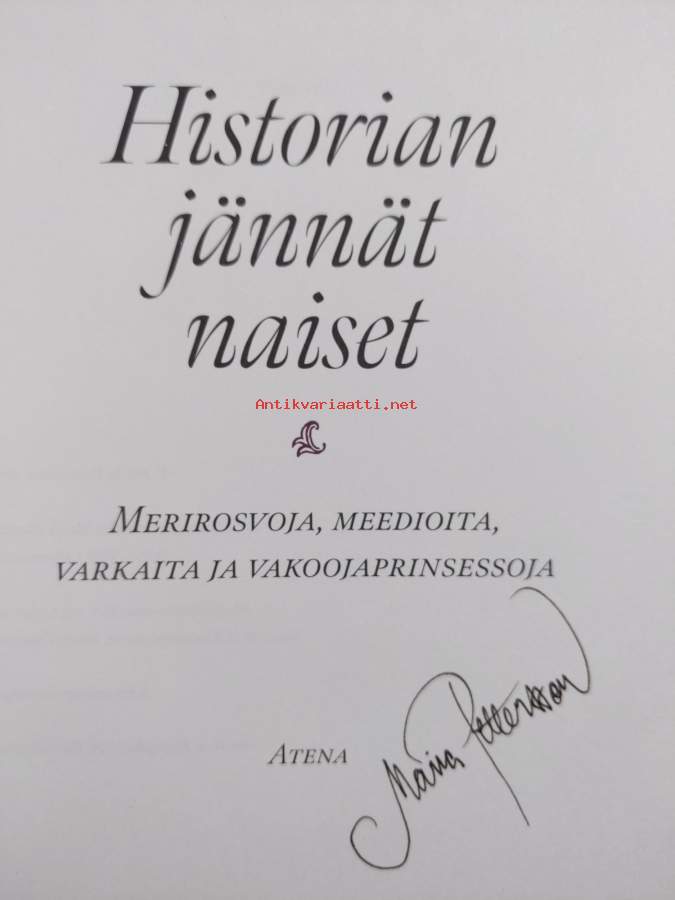 Historian
jännät
naiset
Antikvariaatti.net
MERIROSVOJA, MEEDIOITA,
VARKAITA JA VAKOOJAPRINSESSOJA
ATENA
Maria Pettersson